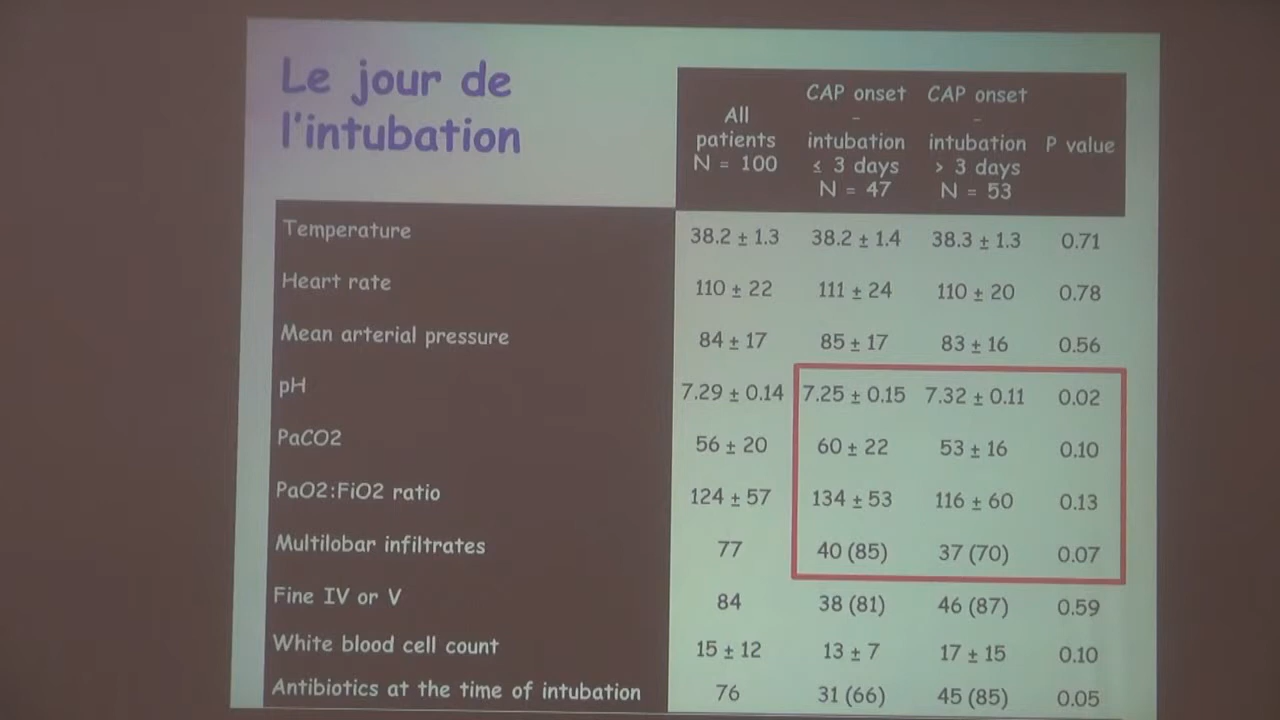 Le jour de
l'intubation
All
patients
N = 100
CAP onset
-
intubation
≤ 3 days
N = 47
CAP onset
-
intubation
> 3 days
N = 53
P value
Temperature 38.2 ± 1.3 38.2 ± 1.4 38.3 ± 1.3 0.71
Heart rate 110 ± 22 111 ± 24 110 ± 20 0.78
Mean arterial pressure 84 ± 17 85 ± 17 83 ± 16 0.56
pH 7.29 ± 0.14 7.25 ± 0.15 7.32 ± 0.11 0.02
PaCO2 56 ± 20 60 ± 22 53 ± 16 0.10
PaO2:FiO2 ratio 124 ± 57 134 ± 53 116 ± 60 0.13
Multilobar infiltrates 77 40 (85) 37 (70) 0.07
Fine IV or V 84 38 (81) 46 (87) 0.59
White blood cell count 15 ± 12 13 ± 7 17 ± 15 0.10
Antibiotics at the time of intubation 76 31 (66) 45 (85) 0.05